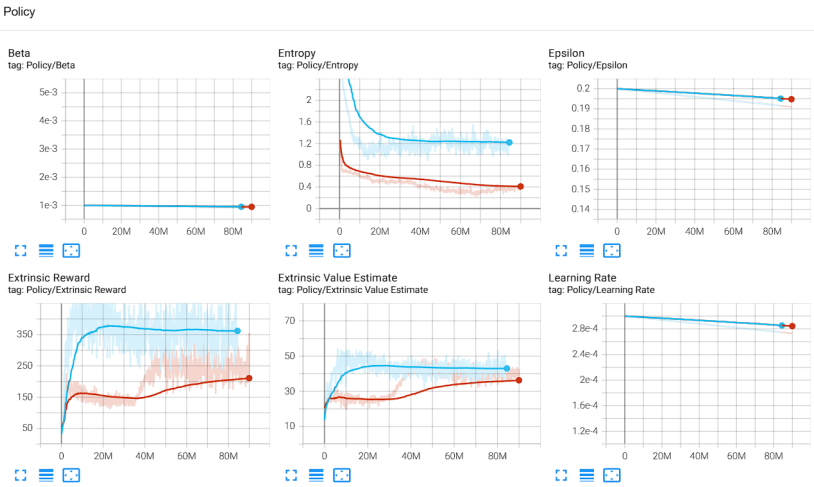 Policy
Beta
tag: Policy/Beta
5e-3
4e-3
3e-3
2e-3
1e-3
0 20M 40M 60M 80M
Entropy
tag: Policy/Entropy
2
1.6
1.2
0.8
0.4
0
0 20M 40M 60M 80M
Epsilon
tag: Policy/Epsilon
0.2
0.19
0.18
0.17
0.16
0.15
0.14
0 20M 40M 60M 80M
Extrinsic Reward
tag: Policy/Extrinsic Reward
350
250
150
50
0 20M 40M 60M 80M
Extrinsic Value Estimate
tag: Policy/Extrinsic Value Estimate
70
50
30
10
0 20M 40M 60M 80M
Learning Rate
tag: Policy/Learning Rate
2.8e-4
2.4e-4
2e-4
1.6e-4
1.2e-4
0 20M 40M 60M 80M